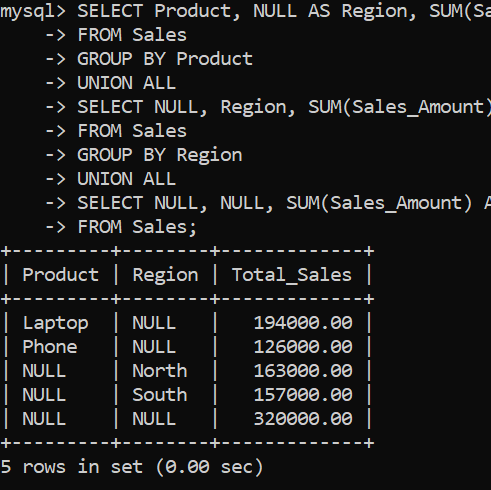 mysql> SELECT Product, NULL AS Region, SUM(Sa
    -> FROM Sales
    -> GROUP BY Product
    -> UNION ALL
    -> SELECT NULL, Region, SUM(Sales_Amount)
    -> FROM Sales
    -> GROUP BY Region
    -> UNION ALL
    -> SELECT NULL, NULL, SUM(Sales_Amount) A
    -> FROM Sales;
+---------+--------+-------------+
| Product | Region | Total_Sales |
+---------+--------+-------------+
| Laptop  | NULL   |   194000.00 |
| Phone   | NULL   |   126000.00 |
| NULL    | North  |   163000.00 |
| NULL    | South  |   157000.00 |
| NULL    | NULL   |   320000.00 |
+---------+--------+-------------+
5 rows in set (0.00 sec)